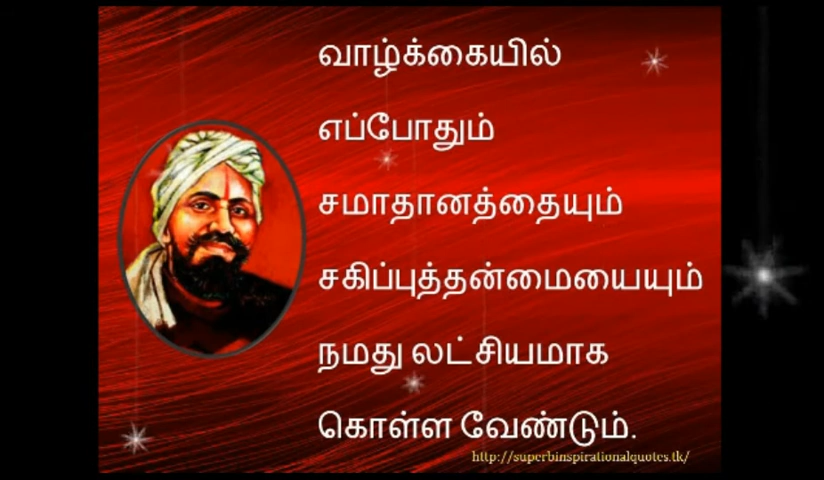 வாழ்க்கையில்
எப்போதும்
சமாதானத்தையும்
சகிப்புத்தன்மையையும்
நமது லட்சியமாக
கொள்ள வேண்டும்.
http://superbinspirationalquotes.tk/